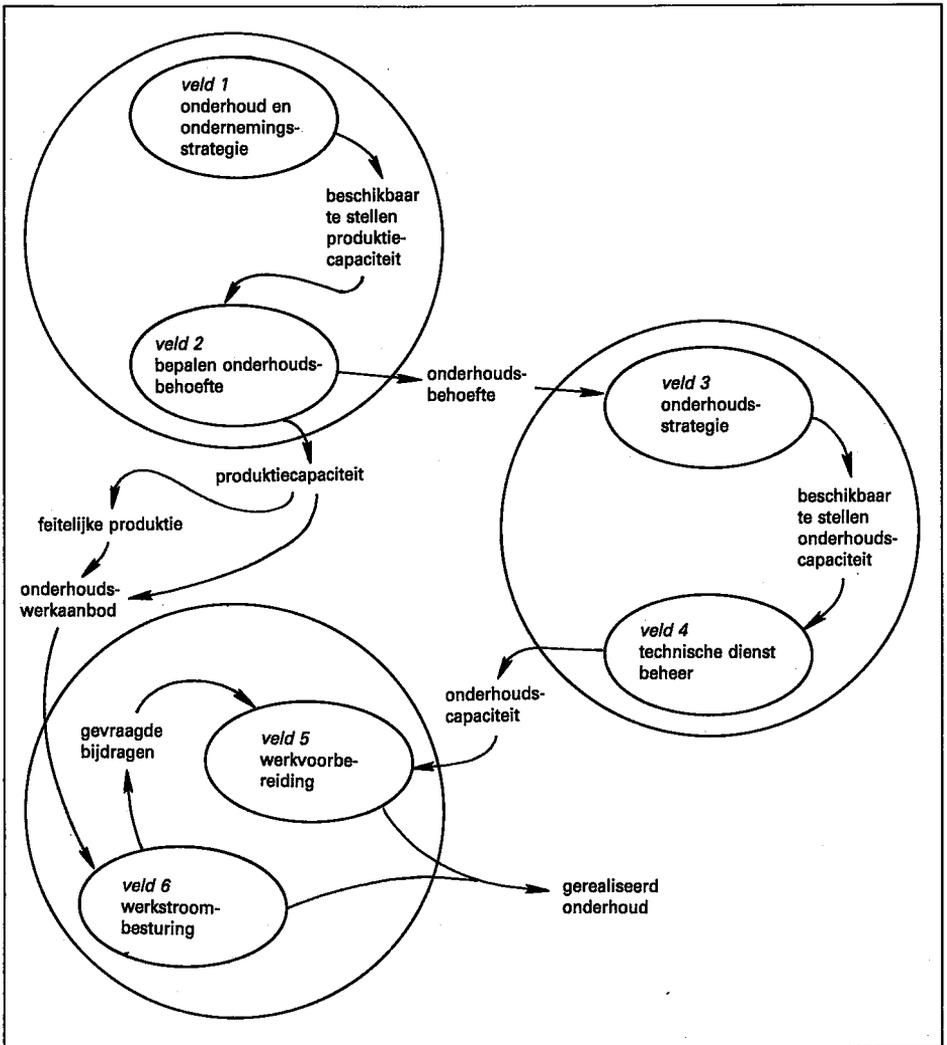 veld 1
onderhoud en
ondernemings-
strategie
beschikbaar
te stellen
produktie-
capaciteit
veld 2
bepalen onderhouds-
behoefte
onderhouds-
behoefte
veld 3
onderhouds-
strategie
beschikbaar
te stellen
onderhouds-
capaciteit
veld 4
technische dienst
beheer
produktiecapaciteit
feitelijke produktie
onderhouds-
werkaanbod
onderhouds-
capaciteit
gevraagde
bijdragen
veld 5
werkvoorbe-
reiding
veld 6
werkstroom-
besturing
gerealiseerd
onderhoud